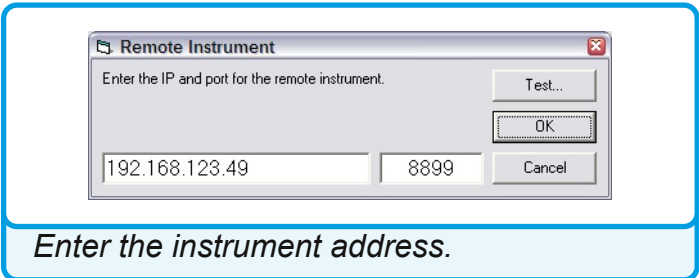 Remote Instrument
Enter the IP and port for the remote instrument.
Test...
OK
192.168.123.49 8899 Cancel
Enter the instrument address.